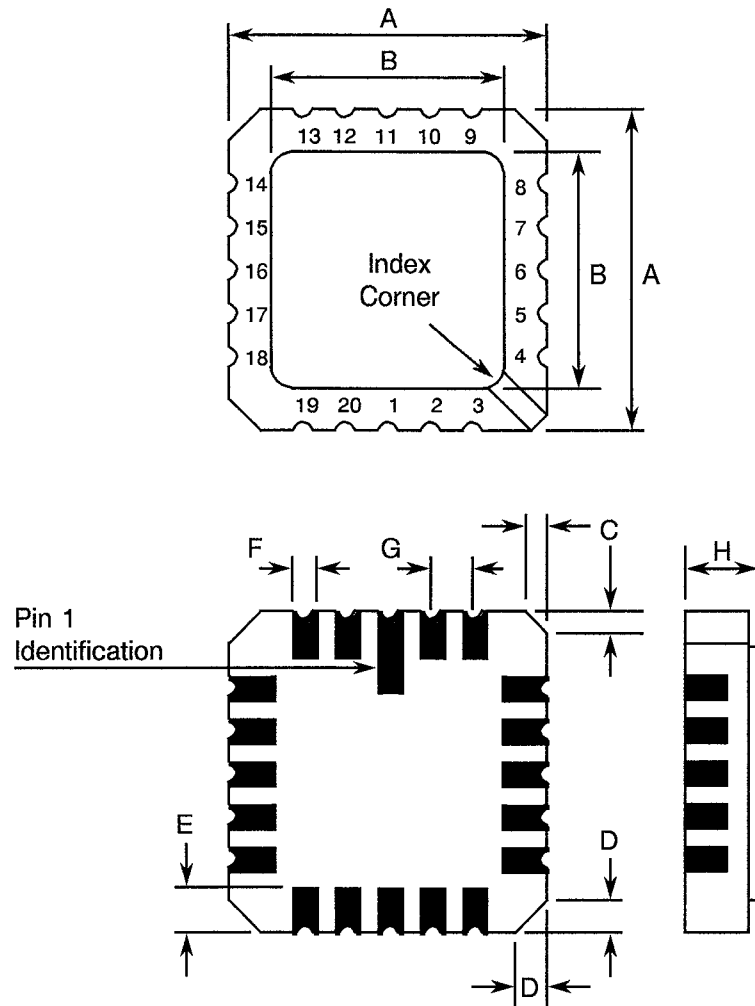 A
B
13 12 11 10 9
14 8
15 7
16 6
17 5
18 4
Index
Corner
B
A
19 20 1 2 3
F
G
C
H
Pin 1
Identification
E
D
D